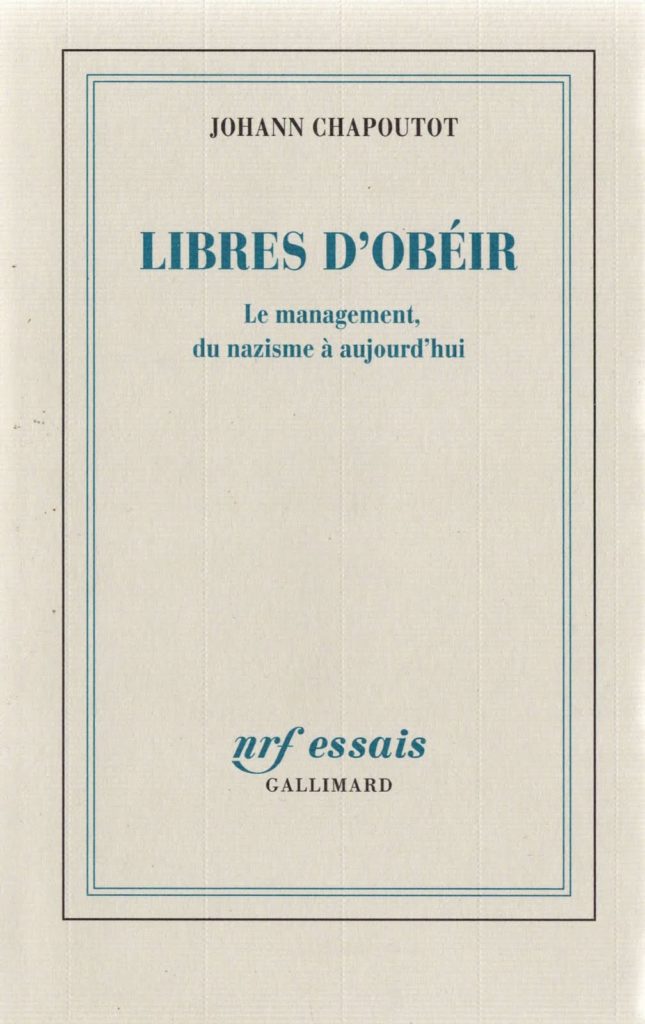 JOHANN CHAPOUTOT
LIBRES D'OBÉIR
Le management,
du nazisme à aujourd'hui
nrf essais
GALLIMARD